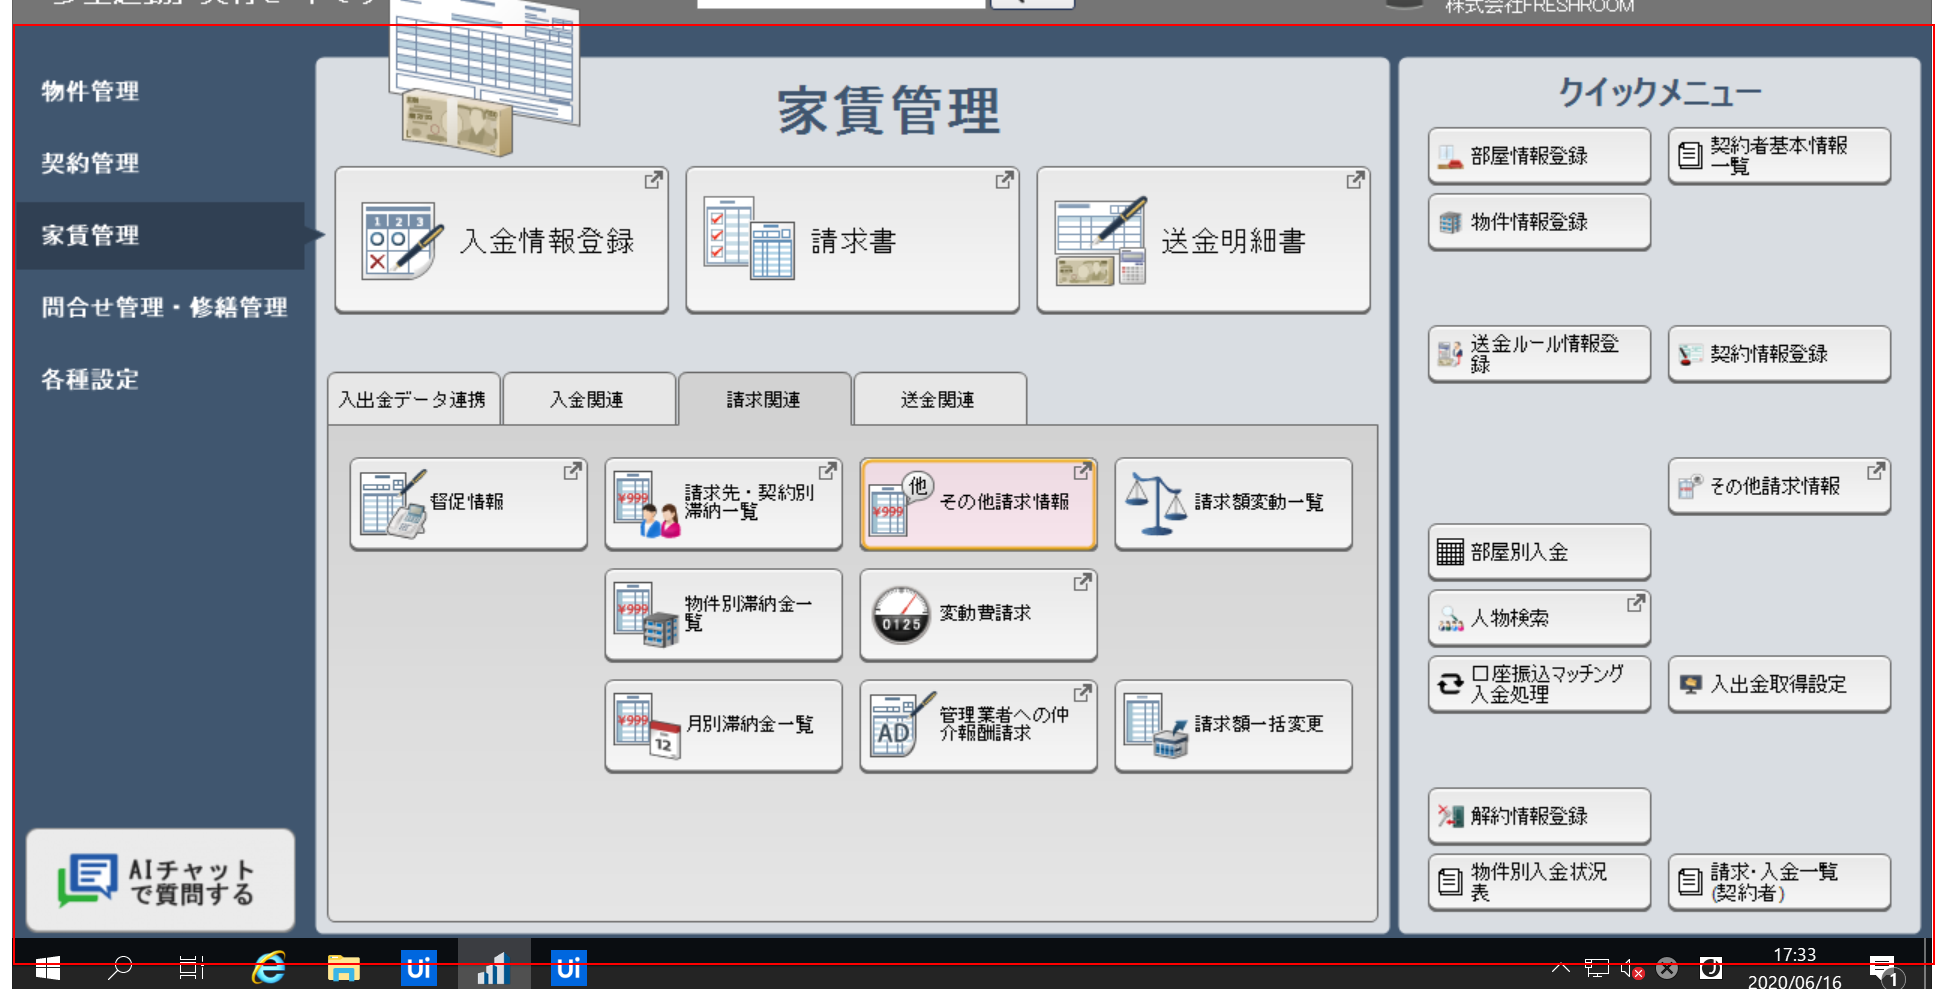 株式会社FRESHROOM
物件管理
契約管理
家賃管理
問合せ管理・修繕管理
各種設定
AIチャット
で質問する
家賃管理
入金情報登録
請求書
送金明細書
入出金データ連携
入金関連
請求関連
送金関連
督促情報
請求先・契約別
滞納一覧
他
その他請求情報
請求額変動一覧
物件別滞納金一
覧
変動費請求
月別滞納金一覧
管理業者への仲
介報酬請求
請求額一括変更
クイックメニュー
部屋情報登録
契約者基本情報
一覧
物件情報登録
送金ルール情報登
録
契約情報登録
その他請求情報
部屋別入金
人物検索
口座振込マッチング
入金処理
入出金取得設定
解約情報登録
物件別入金状況
表
請求・入金一覧
(契約者)
¥999
¥999
¥999
¥999
1 2 3
0125
12
AD
Ui
Ui
17:33
2020/06/16
1